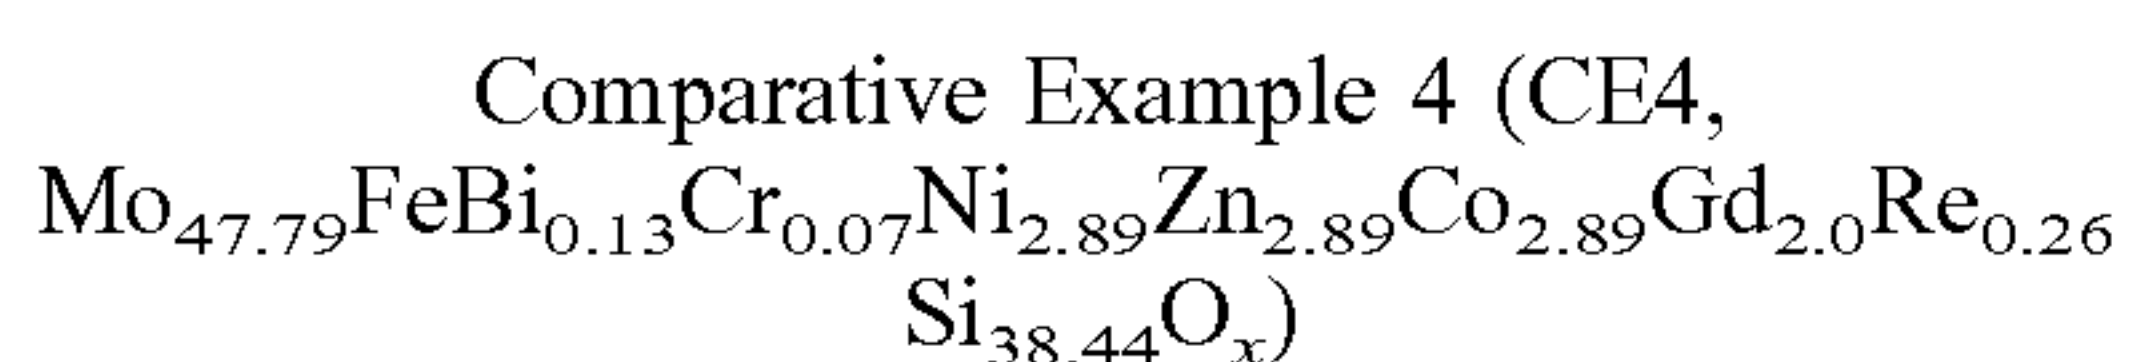 Comparative Example 4 (CE4,
Mo47.79FeBi0.13Cr0.07Ni2.89Zn2.89Co2.89Gd2.0Re0.26
Si38.44Ox)